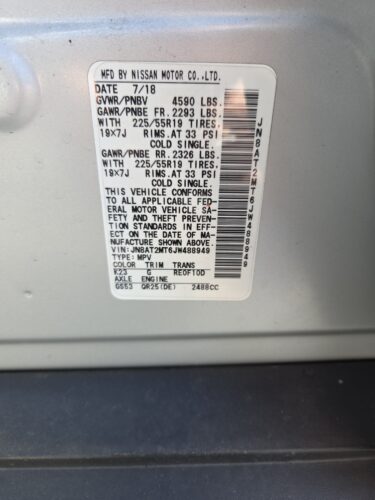 MFD BY NISSAN MOTOR CO.,LTD.
DATE 7/18
GVWR/PNBV 4590 LBS.
GAWR/PNBE FR. 2293 LBS.
WITH 225/55R19 TIRES.
19X7J RIMS. AT 33 PSI
COLD SINGLE.
GAWR/PNBE RR. 2326 LBS.
WITH 225/55R19 TIRES.
19X7J RIMS. AT 33 PSI
COLD SINGLE.
THIS VEHICLE CONFORMS
TO ALL APPLICABLE FED-
ERAL MOTOR VEHICLE SA-
FETY AND THEFT PREVEN-
TION STANDARDS IN EFF-
ECT ON THE DATE OF MA-
NUFACTURE SHOWN ABOVE.
VIN: JN8AT2MT6JW488949
TYPE: MPV
COLOR TRIM TRANS
K23 G RE0F10D
AXLE ENGINE
GS53 QR25(DE) 2488CC
JN8AT2MT6JW488949